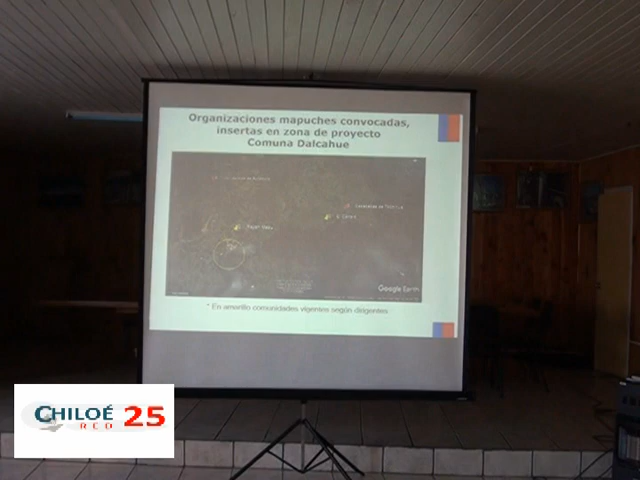 Organizaciones mapuches convocadas,
insertas en zona de proyecto
Comuna Dalcahue
Google Earth
* En amarillo comunidades vigentes según dirigentes
CHILOÉ 25
RCD